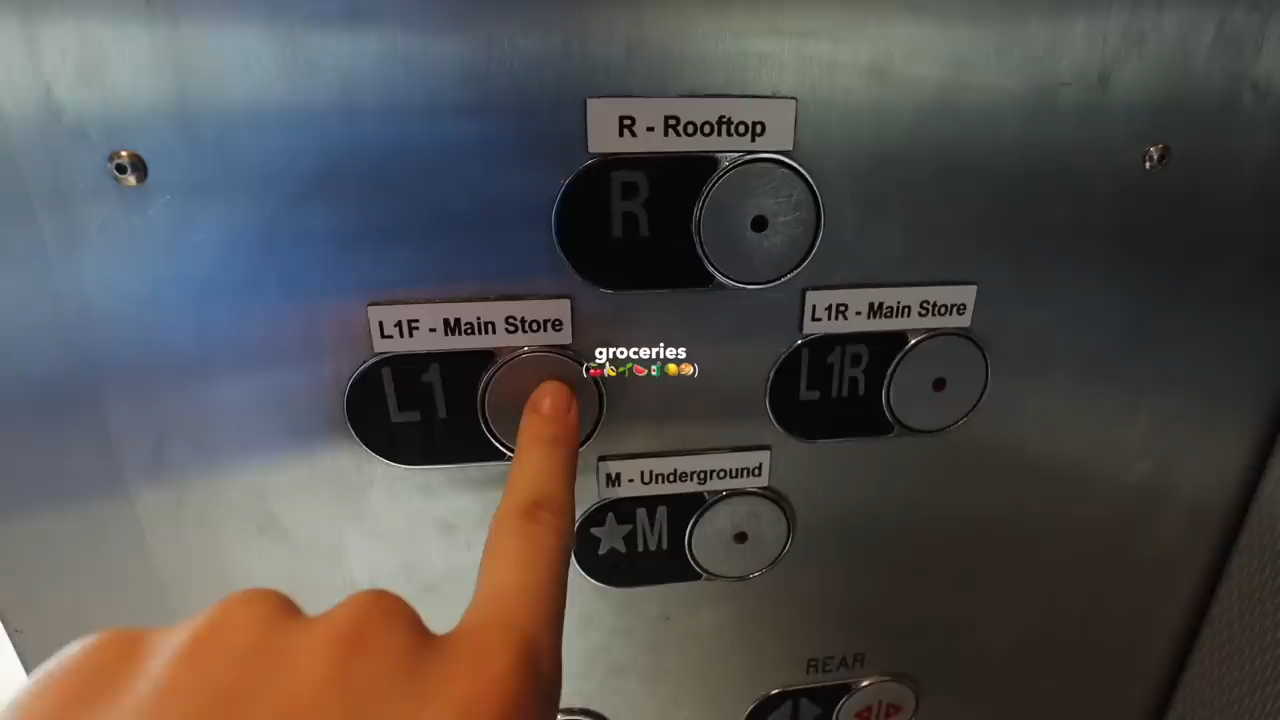 R - Rooftop
R
L1F - Main Store
L1
L1R - Main Store
L1R
groceries
(🍒🍋🌱🍉🧃🍋🥔)
M - Underground
★M
REAR